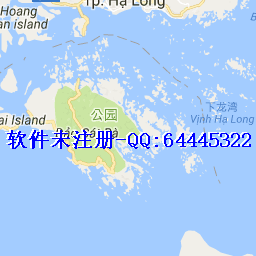 Hoang
an island
Tp. Hạ Long
公园
下龙湾
Vịnh Hạ Long
ai Island
软件未注册-QQ:64445322